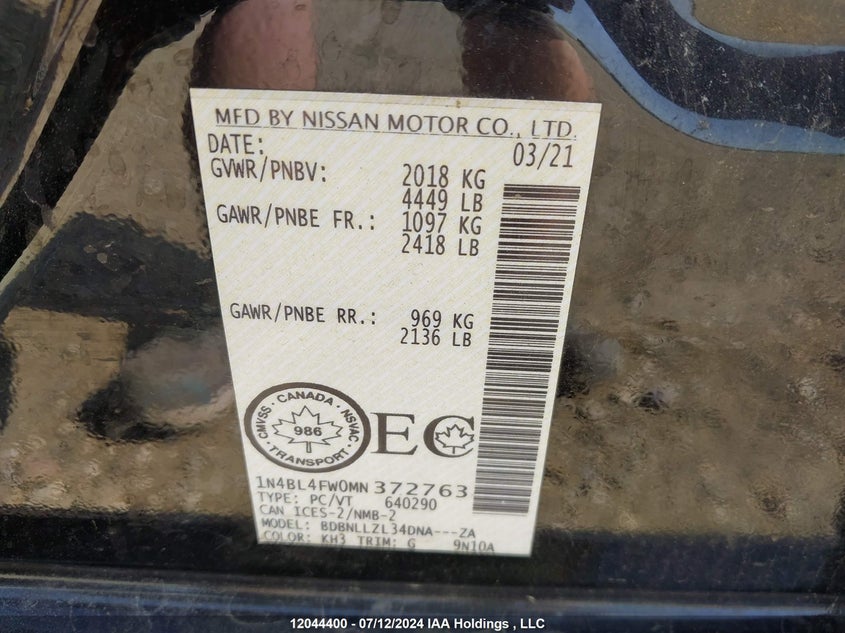 MFD BY NISSAN MOTOR CO., LTD.
DATE: 03/21
GVWR/PNBV: 2018 KG
4449 LB
GAWR/PNBE FR.: 1097 KG
2418 LB
GAWR/PNBE RR.: 969 KG
2136 LB
CMVSS · CANADA · NSVAC · TRANSPORT ·
986
EC
1N4BL4FW0MN372763
TYPE: PC/VT 640290
CAN ICES-2/NMB-2
MODEL: BDBNLLZL34DNA---ZA
COLOR: KH3 TRIM: G 9N10A
12044400 - 07/12/2024 IAA Holdings , LLC